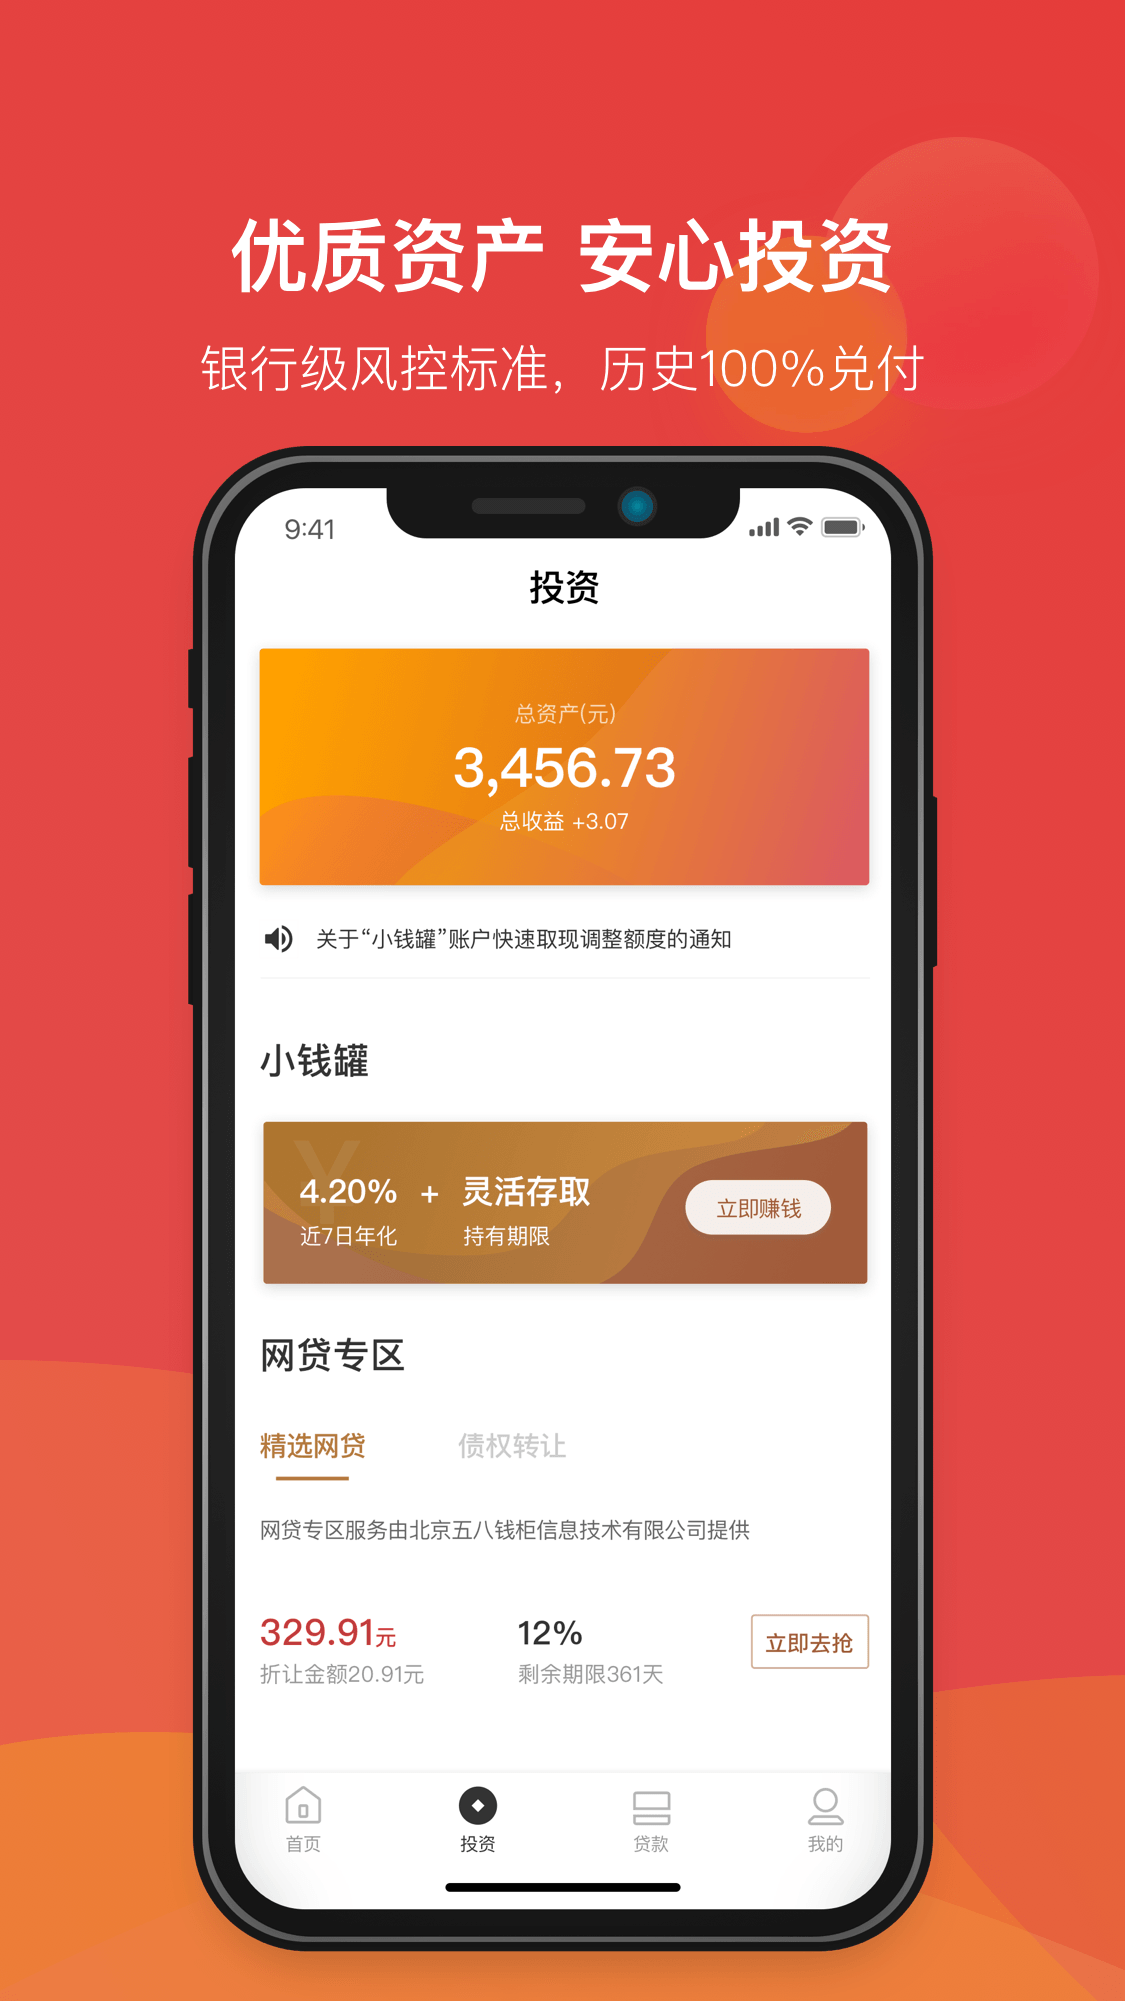 优质资产 安心投资
银行级风控标准，历史100%兑付
9:41
投资
总资产(元)
3,456.73
总收益 +3.07
关于“小钱罐”账户快速取现调整额度的通知
小钱罐
¥
4.20% + 灵活存取
近7日年化 持有期限
立即赚钱
网贷专区
精选网贷 债权转让
网贷专区服务由北京五八钱柜信息技术有限公司提供
329.91元 12%
折让金额20.91元 剩余期限361天
立即去抢
首页 投资 贷款 我的